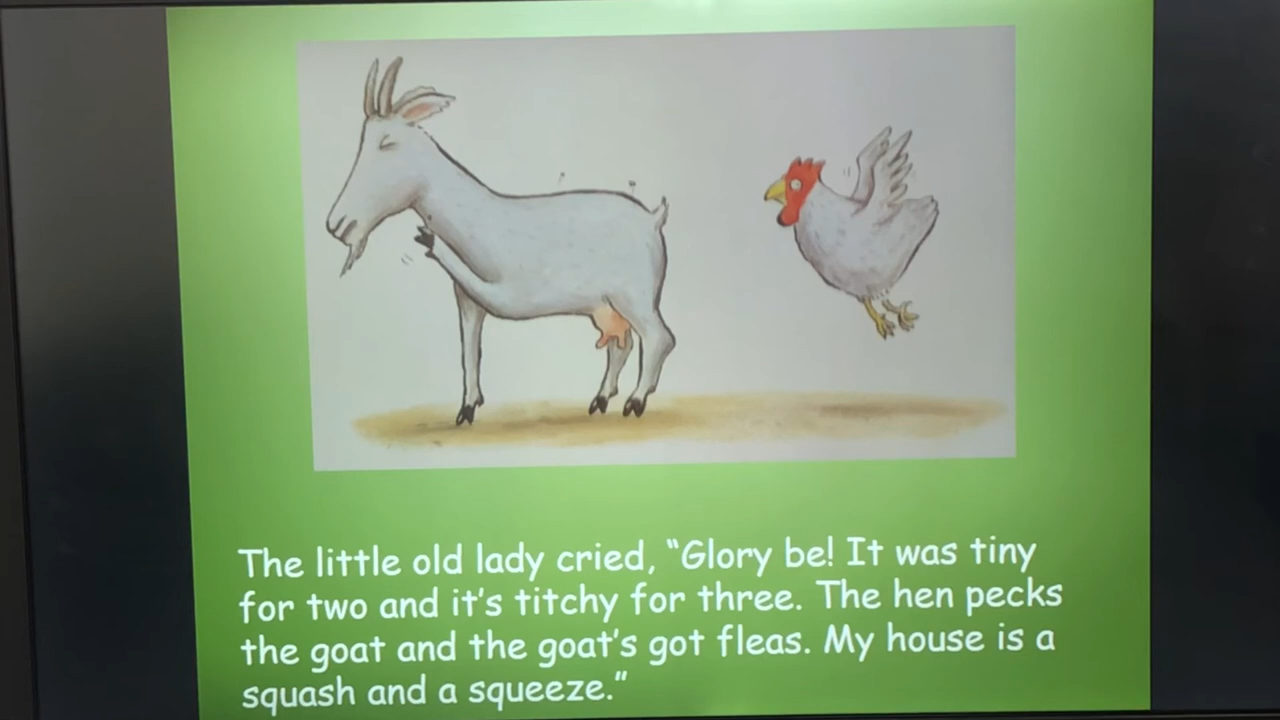 The little old lady cried, “Glory be! It was tiny
for two and it’s titchy for three. The hen pecks
the goat and the goat’s got fleas. My house is a
squash and a squeeze.”